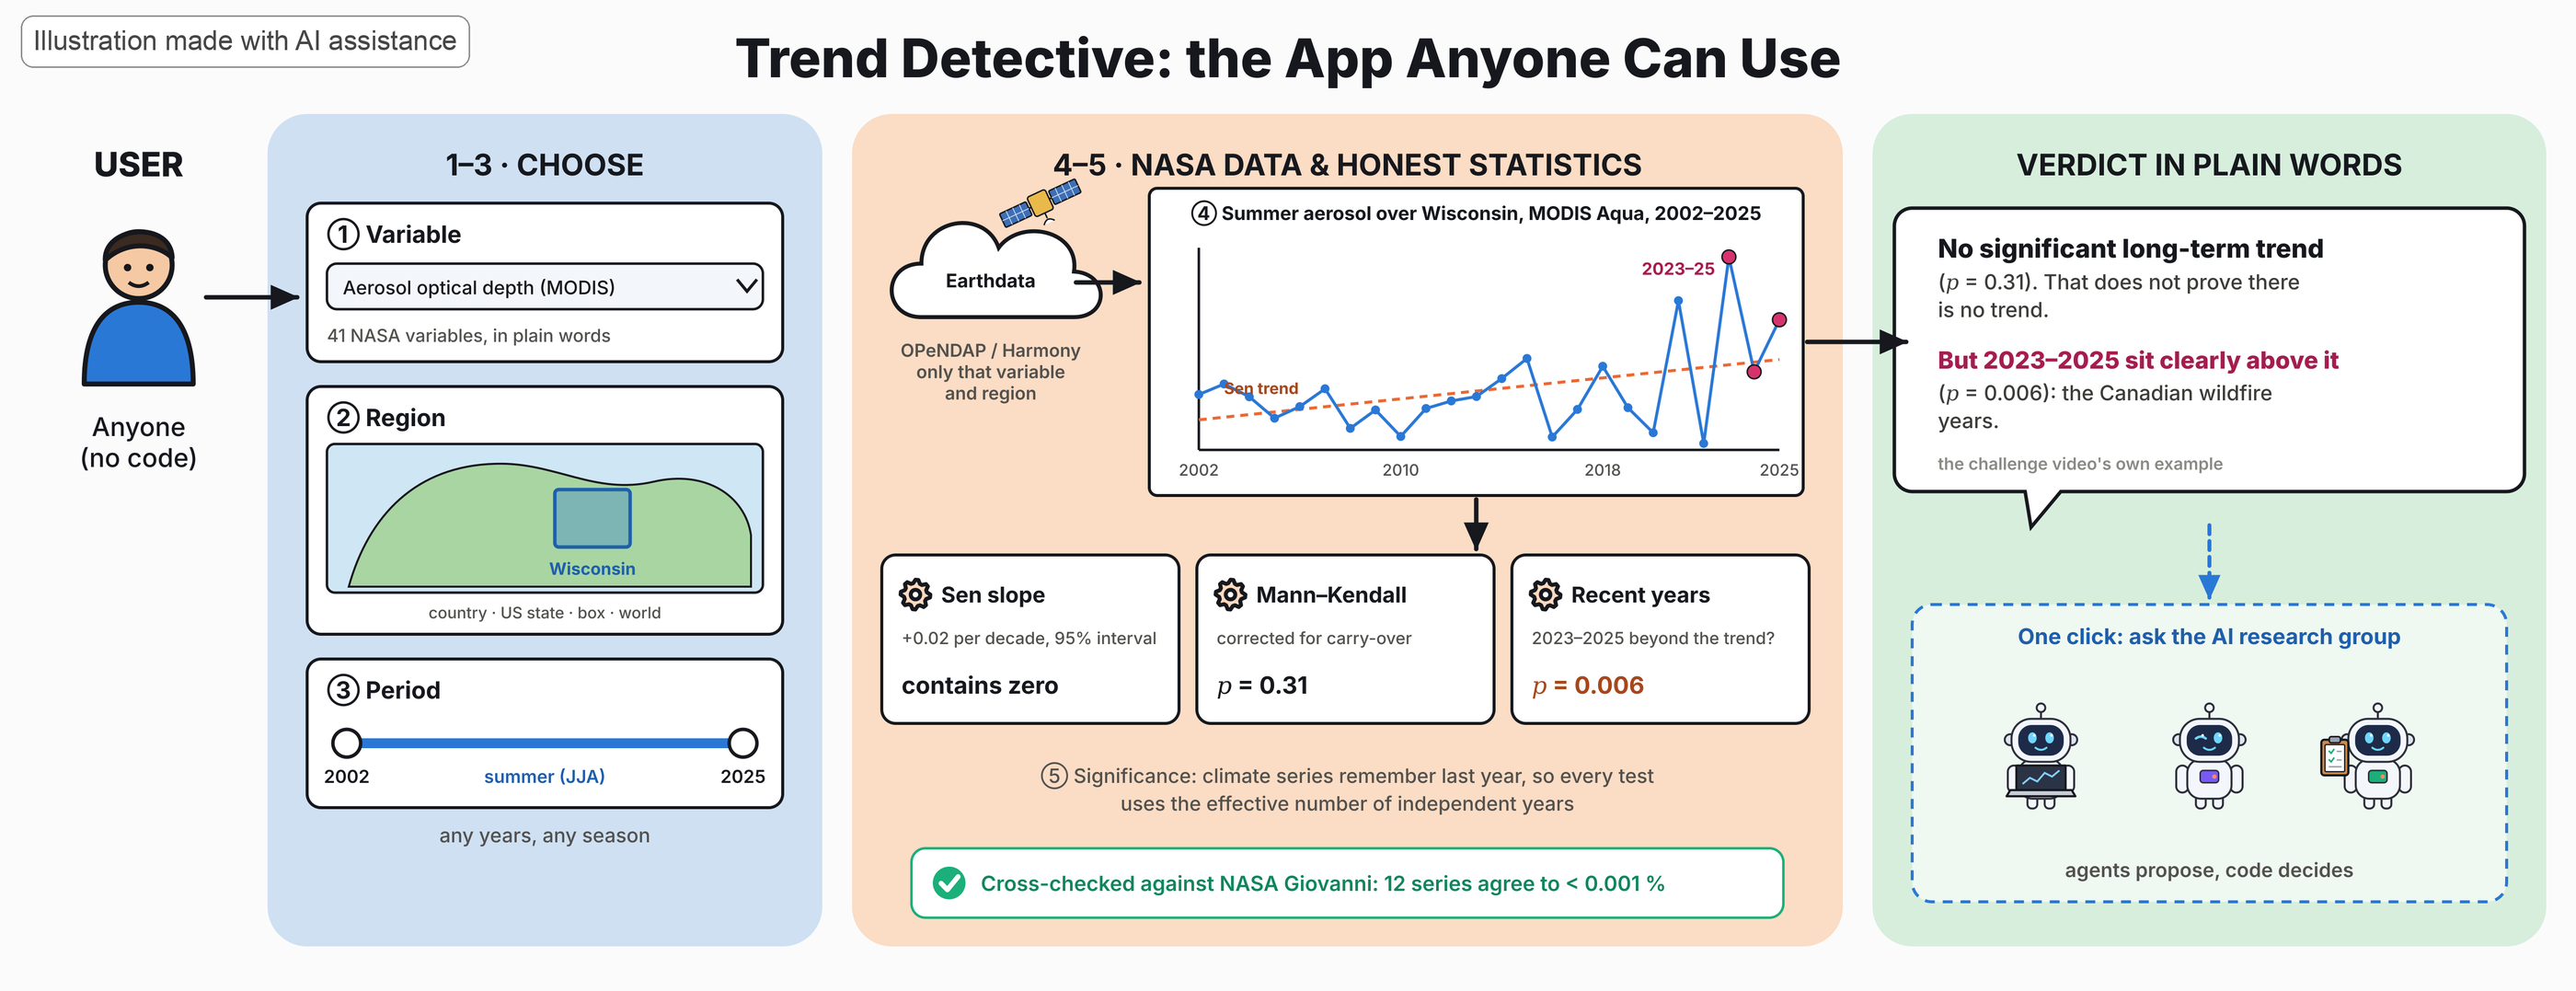 Illustration made with AI assistance
Trend Detective: the App Anyone Can Use
USER
Anyone
(no code)
1–3 · CHOOSE
① Variable
Aerosol optical depth (MODIS)
41 NASA variables, in plain words
② Region
Wisconsin
country · US state · box · world
③ Period
2002
summer (JJA)
2025
any years, any season
4–5 · NASA DATA & HONEST STATISTICS
Earthdata
OPeNDAP / Harmony
only that variable
and region
④ Summer aerosol over Wisconsin, MODIS Aqua, 2002–2025
2023–25
Sen trend
2002 2010 2018 2025
Sen slope
+0.02 per decade, 95% interval
contains zero
Mann–Kendall
corrected for carry-over
p = 0.31
Recent years
2023–2025 beyond the trend?
p = 0.006
⑤ Significance: climate series remember last year, so every test
uses the effective number of independent years
Cross-checked against NASA Giovanni: 12 series agree to < 0.001 %
VERDICT IN PLAIN WORDS
No significant long-term trend
(p = 0.31). That does not prove there
is no trend.
But 2023–2025 sit clearly above it
(p = 0.006): the Canadian wildfire
years.
the challenge video's own example
One click: ask the AI research group
agents propose, code decides